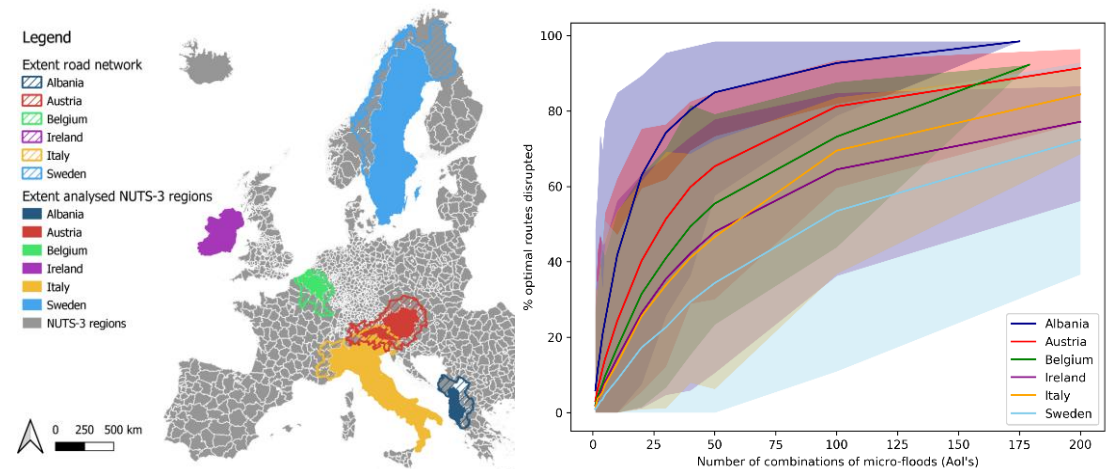 Legend
Extent road network
Albania
Austria
Belgium
Ireland
Italy
Sweden
Extent analysed NUTS-3 regions
Albania
Austria
Belgium
Ireland
Italy
Sweden
NUTS-3 regions
0 250 500 km
% optimal routes disrupted
100
80
60
40
20
0
0 25 50 75 100 125 150 175 200
Number of combinations of micro-floods (AoI's)
Albania
Austria
Belgium
Ireland
Italy
Sweden